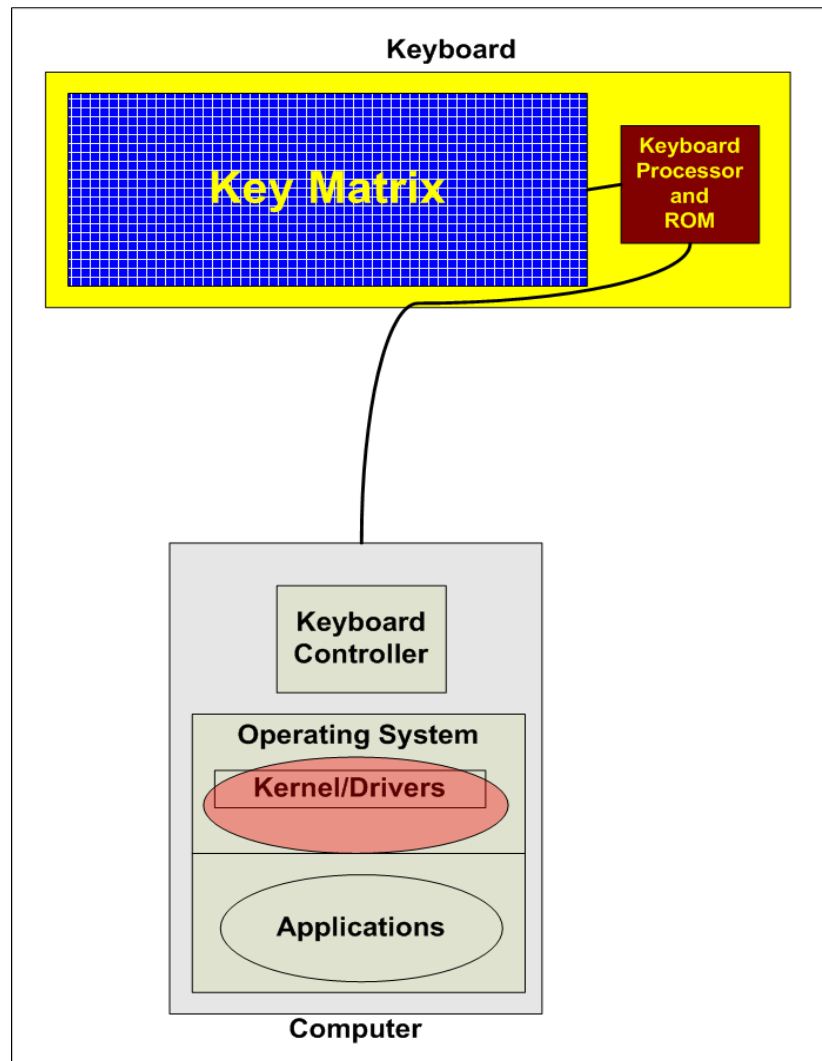 Keyboard
Key Matrix
Keyboard
Processor
and
ROM
Keyboard
Controller
Operating System
Kernel/Drivers
Applications
Computer